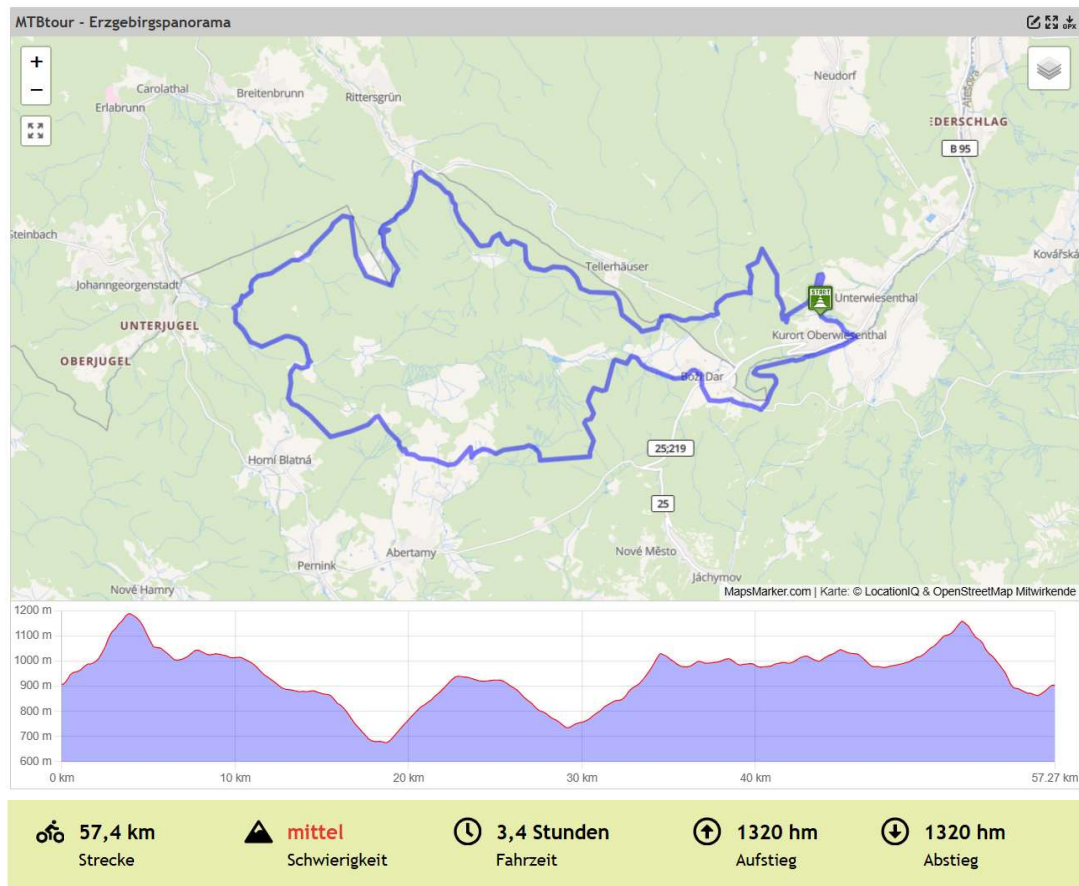 MTBtour - Erzgebirgspanorama
GPX
+
−
Carolathal
Breitenbrunn
Erlabrunn
Rittersgrün
Neudorf
:DERSCHLAG
B 95
Steinbach
Kovářská
Johanngeorgenstadt
Tellerhäuser
START
Unterwiesenthal
UNTERJUGEL
Kurort Oberwiesenthal
OBERJUGEL
Boží Dar
25;219
Horní Blatná
25
Abertamy
Nové Město
Pernink
Jáchymov
Nové Hamry
MapsMarker.com | Karte: © LocationIQ & OpenStreetMap Mitwirkende
1200 m
1100 m
1000 m
900 m
800 m
700 m
600 m
0 km 10 km 20 km 30 km 40 km 57.27 km
57,4 km mittel 3,4 Stunden 1320 hm 1320 hm
Strecke Schwierigkeit Fahrzeit Aufstieg Abstieg